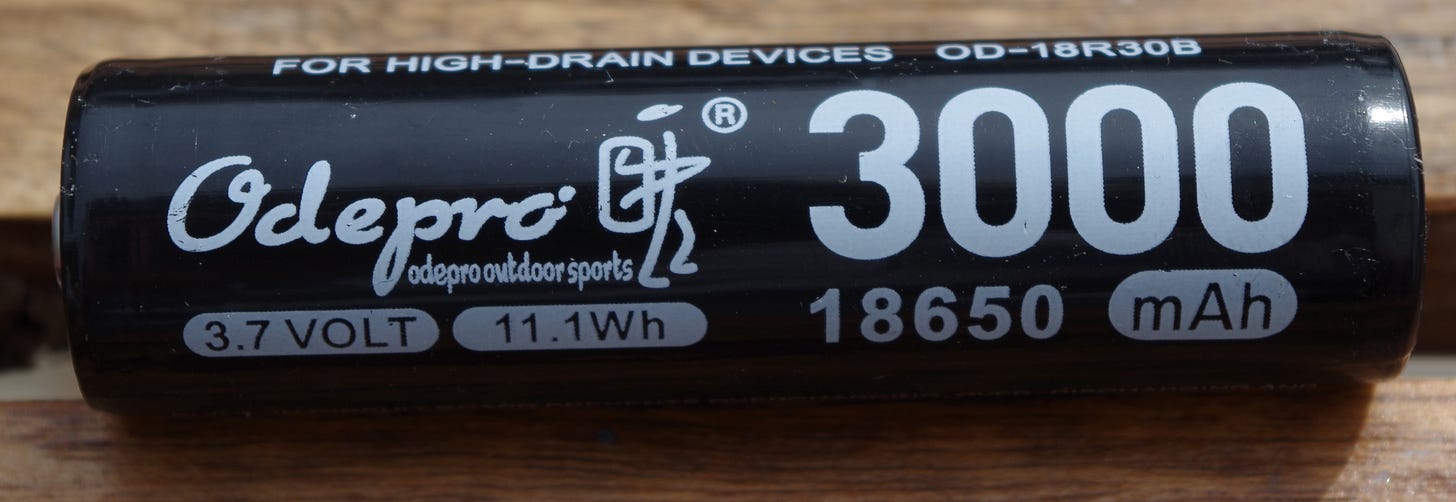 FOR HIGH-DRAIN DEVICES OD-18R30B
Odepro ®
odepro outdoor sports
3000
3.7 VOLT 11.1Wh
18650 mAh